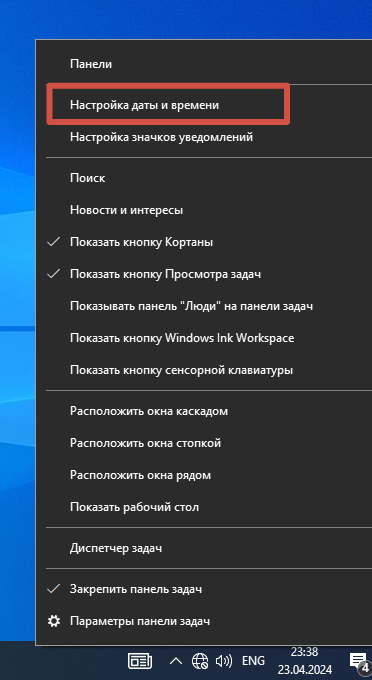 Панели
Настройка даты и времени
Настройка значков уведомлений
Поиск
Новости и интересы
Показать кнопку Кортаны
Показать кнопку Просмотра задач
Показывать панель "Люди" на панели задач
Показать кнопку Windows Ink Workspace
Показать кнопку сенсорной клавиатуры
Расположить окна каскадом
Расположить окна стопкой
Расположить окна рядом
Показать рабочий стол
Диспетчер задач
Закрепить панель задач
Параметры панели задач
ENG
23:38
23.04.2024
4